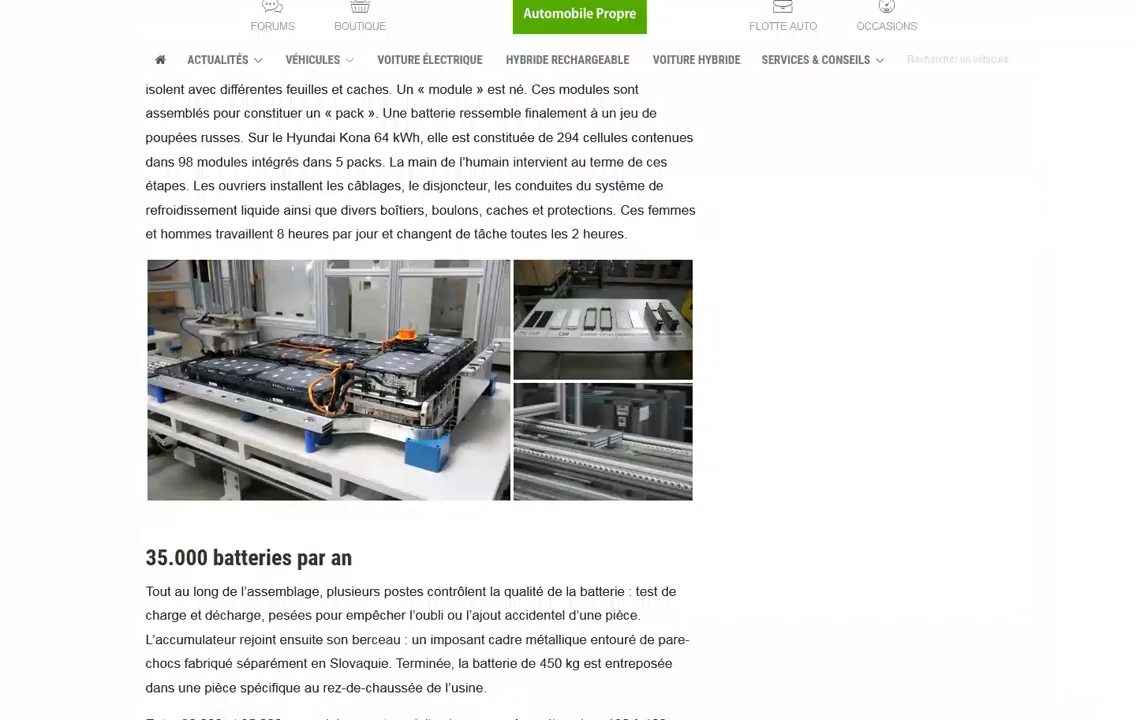 Automobile Propre
FORUMS
BOUTIQUE
FLOTTE AUTO
OCCASIONS
ACTUALITÉS
VÉHICULES
VOITURE ÉLECTRIQUE
HYBRIDE RECHARGEABLE
VOITURE HYBRIDE
SERVICES & CONSEILS
Rechercher un véhicule
isolent avec différentes feuilles et caches. Un « module » est né. Ces modules sont
assemblés pour constituer un « pack ». Une batterie ressemble finalement à un jeu de
poupées russes. Sur le Hyundai Kona 64 kWh, elle est constituée de 294 cellules contenues
dans 98 modules intégrés dans 5 packs. La main de l’humain intervient au terme de ces
étapes. Les ouvriers installent les câblages, le disjoncteur, les conduites du système de
refroidissement liquide ainsi que divers boîtiers, boulons, caches et protections. Ces femmes
et hommes travaillent 8 heures par jour et changent de tâche toutes les 2 heures.
35.000 batteries par an
Tout au long de l’assemblage, plusieurs postes contrôlent la qualité de la batterie : test de
charge et décharge, pesées pour empêcher l’oubli ou l’ajout accidentel d’une pièce.
L’accumulateur rejoint ensuite son berceau : un imposant cadre métallique entouré de pare-
chocs fabriqué séparément en Slovaquie. Terminée, la batterie de 450 kg est entreposée
dans une pièce spécifique au rez-de-chaussée de l’usine.